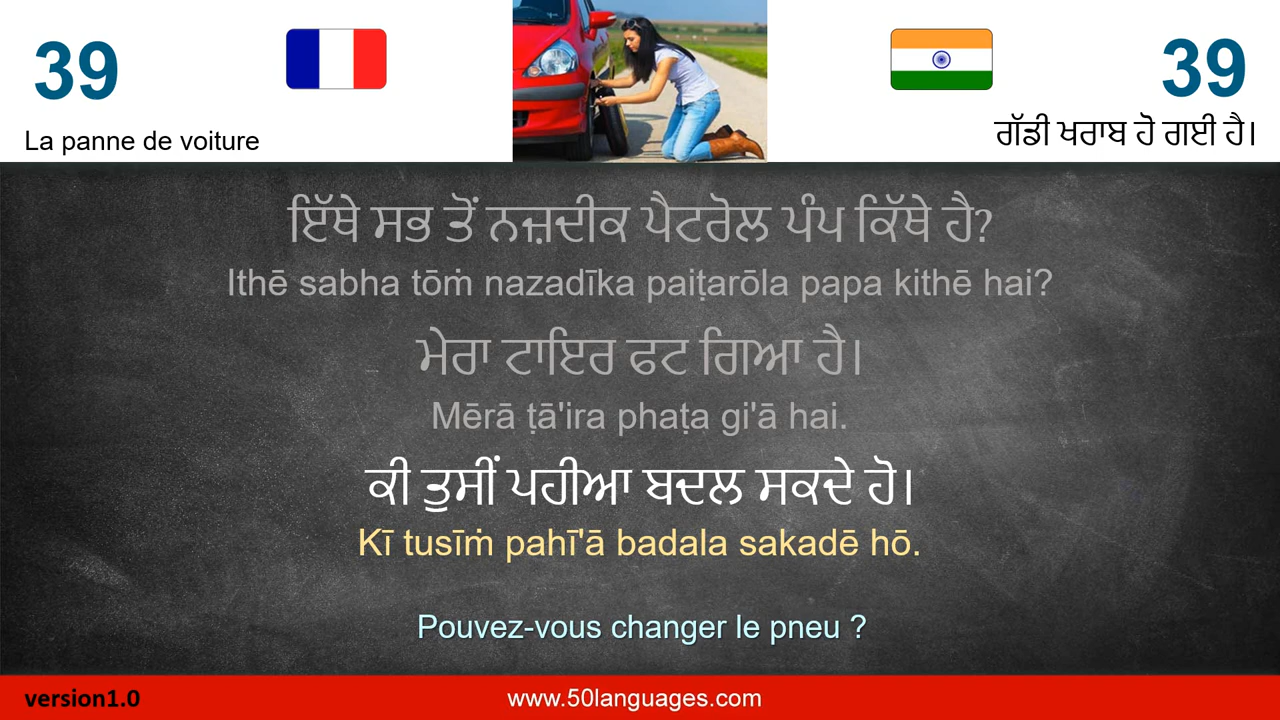 39
39
La panne de voiture
ਗੱਡੀ ਖਰਾਬ ਹੋ ਗਈ ਹੈ।
ਇੱਥੇ ਸਭ ਤੋਂ ਨਜ਼ਦੀਕ ਪੈਟਰੋਲ ਪੰਪ ਕਿੱਥੇ ਹੈ?
Ithē sabha tōṁ nazadīka paiṭarōla papa kithē hai?
ਮੇਰਾ ਟਾਇਰ ਫਟ ਗਿਆ ਹੈ।
Mērā ṭā'ira phaṭa gi'ā hai.
ਕੀ ਤੁਸੀਂ ਪਹੀਆ ਬਦਲ ਸਕਦੇ ਹੋ।
Kī tusīṁ pahī'ā badala sakadē hō.
Pouvez-vous changer le pneu ?
version1.0
www.50languages.com